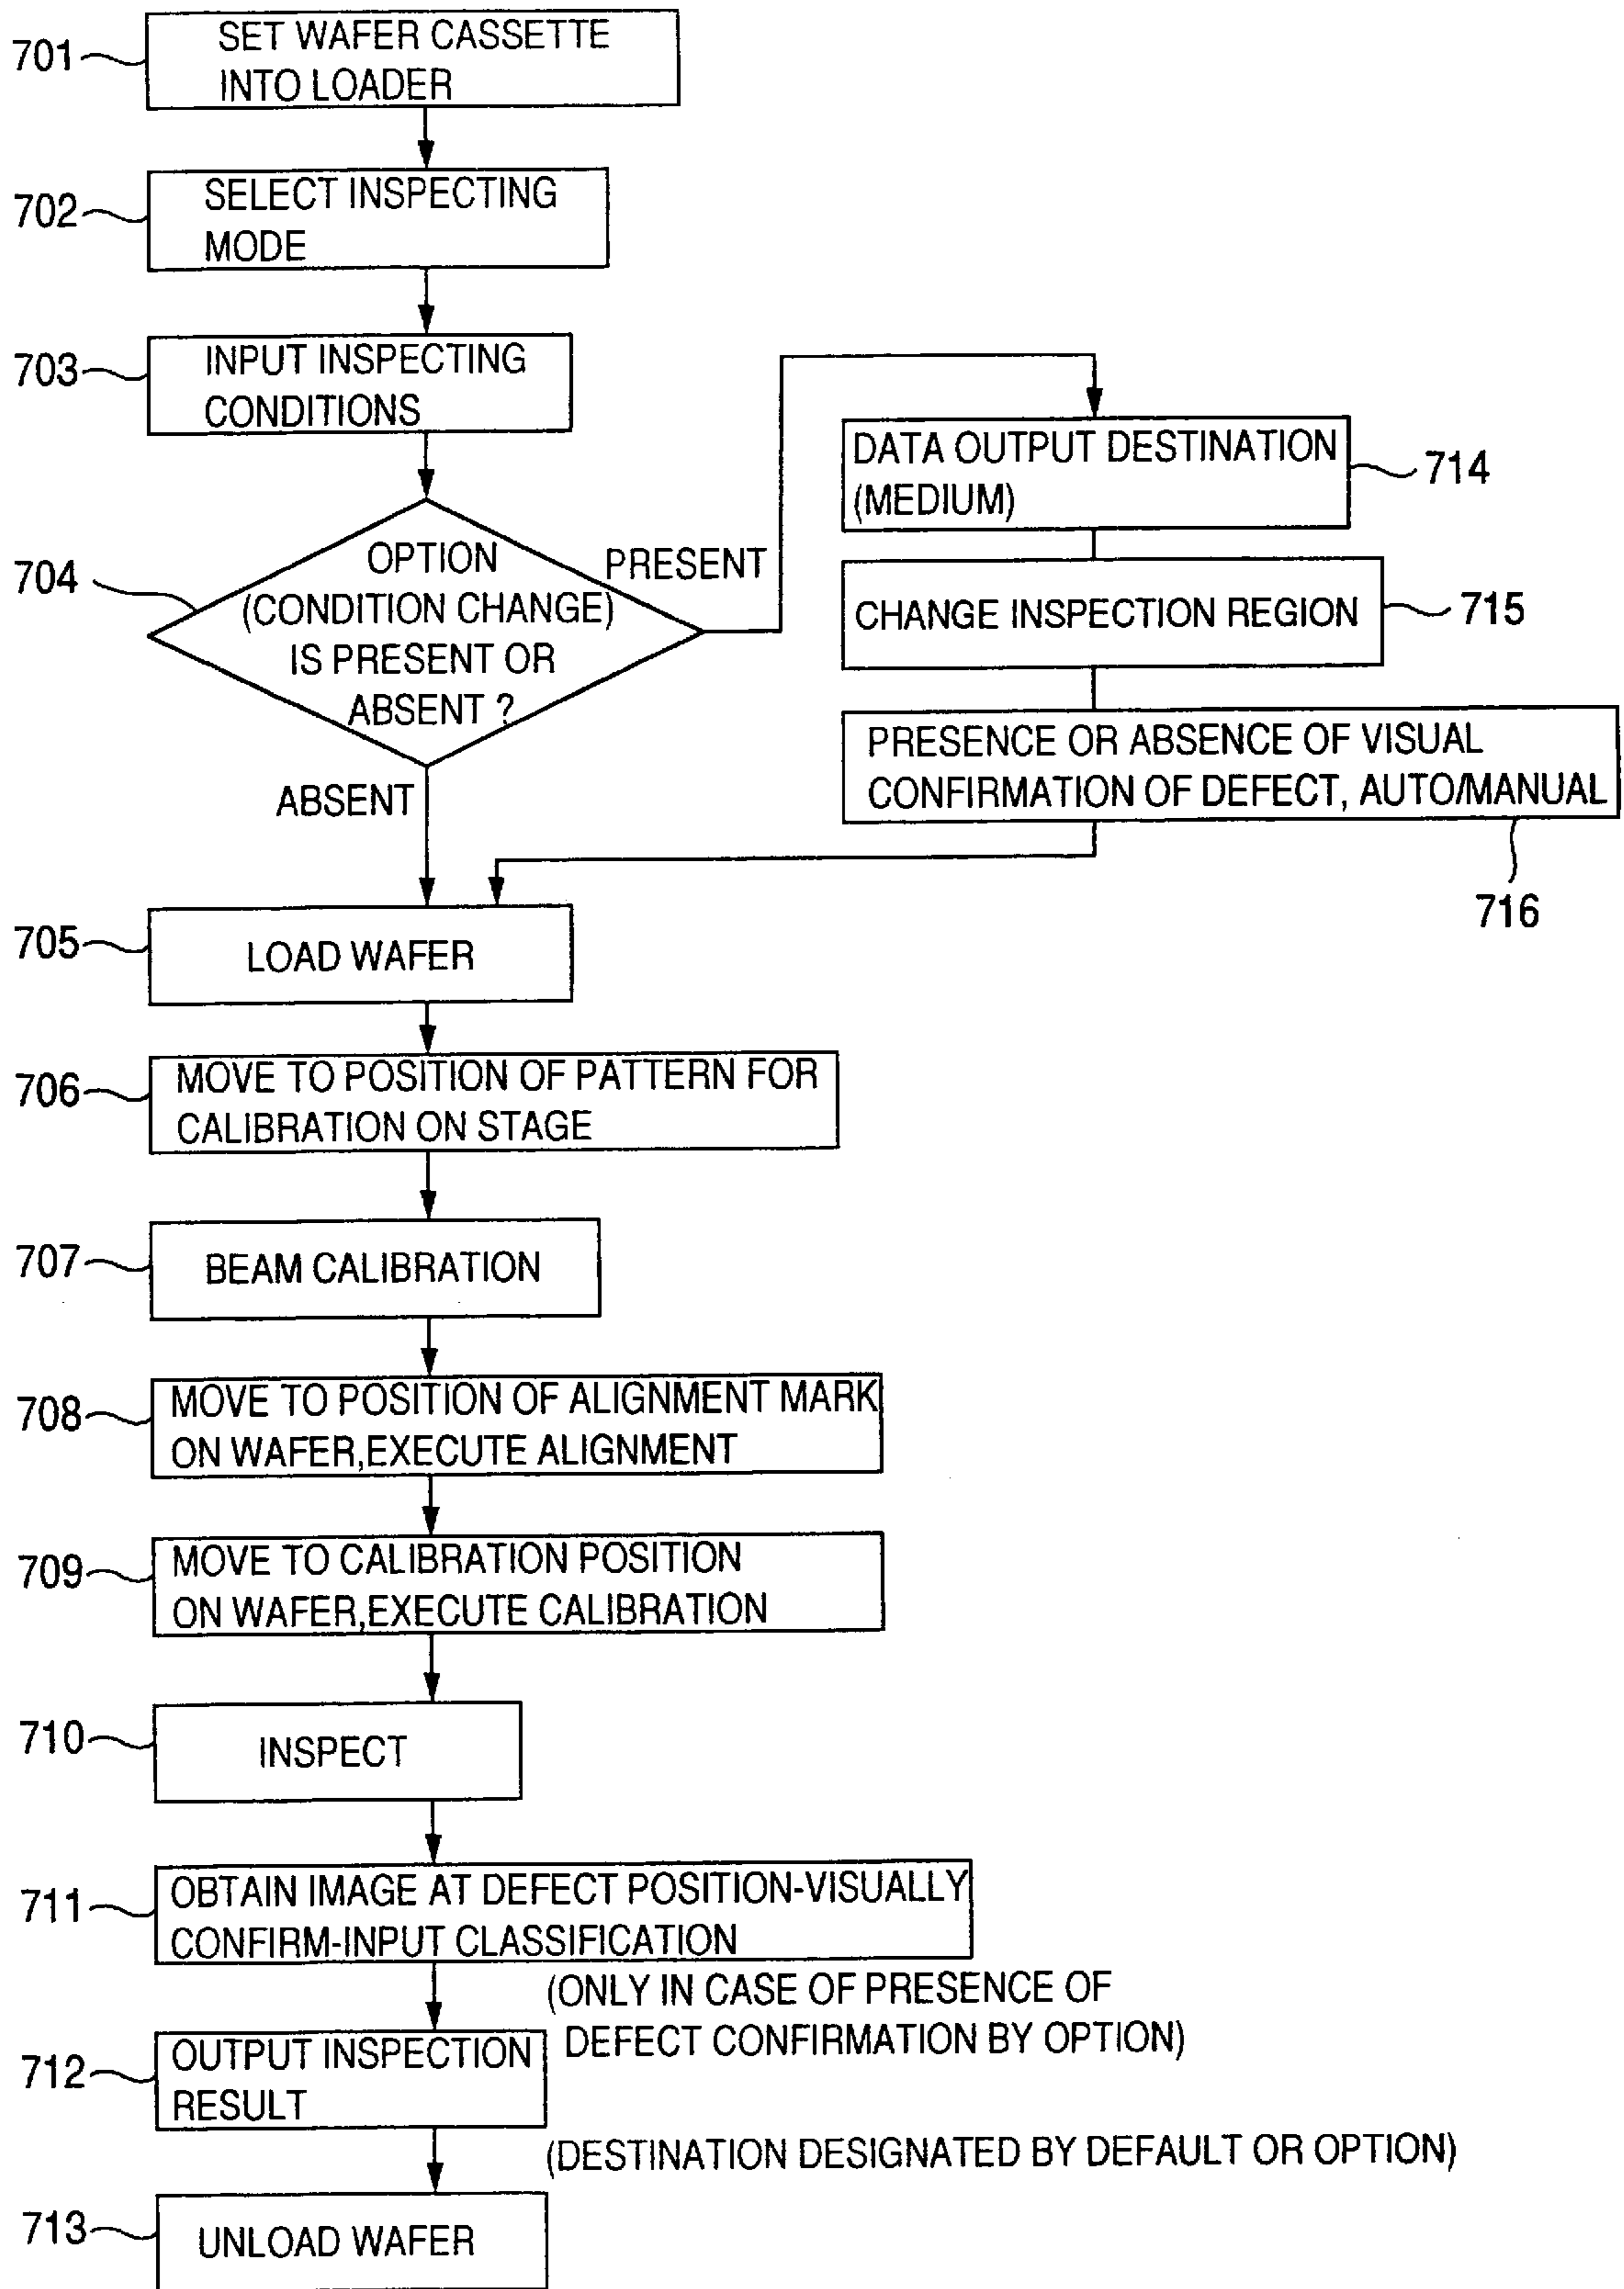 701
SET WAFER CASSETTE
INTO LOADER
702
SELECT INSPECTING
MODE
703
INPUT INSPECTING
CONDITIONS
704
OPTION
(CONDITION CHANGE)
IS PRESENT OR
ABSENT ?
PRESENT
ABSENT
DATA OUTPUT DESTINATION
(MEDIUM)
714
CHANGE INSPECTION REGION
715
PRESENCE OR ABSENCE OF VISUAL
CONFIRMATION OF DEFECT, AUTO/MANUAL
716
705
LOAD WAFER
706
MOVE TO POSITION OF PATTERN FOR
CALIBRATION ON STAGE
707
BEAM CALIBRATION
708
MOVE TO POSITION OF ALIGNMENT MARK
ON WAFER,EXECUTE ALIGNMENT
709
MOVE TO CALIBRATION POSITION
ON WAFER,EXECUTE CALIBRATION
710
INSPECT
711
OBTAIN IMAGE AT DEFECT POSITION-VISUALLY
CONFIRM-INPUT CLASSIFICATION
(ONLY IN CASE OF PRESENCE OF
DEFECT CONFIRMATION BY OPTION)
712
OUTPUT INSPECTION
RESULT
(DESTINATION DESIGNATED BY DEFAULT OR OPTION)
713
UNLOAD WAFER